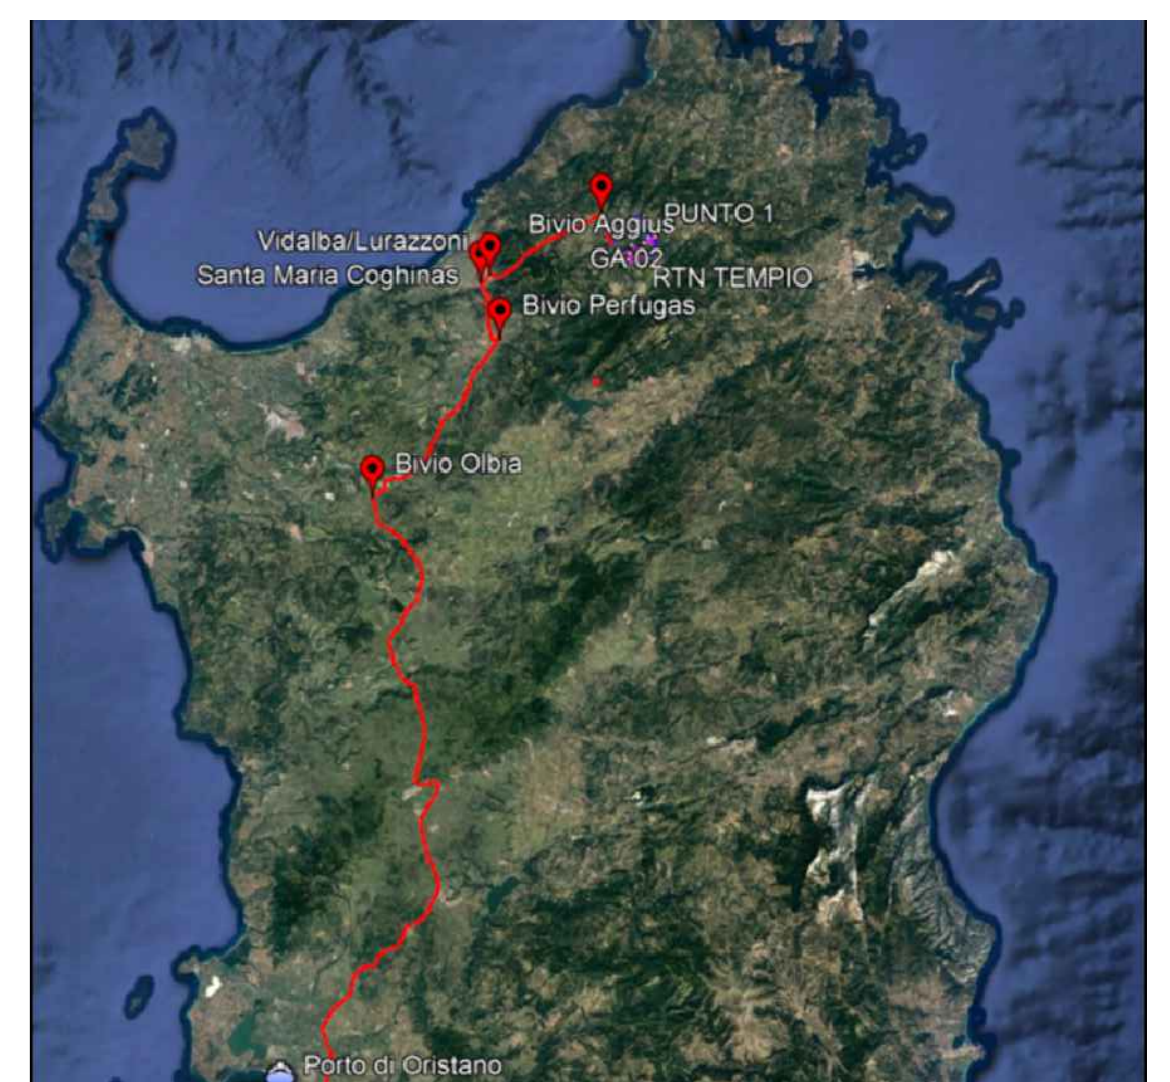 PUNTO 1
Bivio Aggius
Vidalba/Lurazzoni
GA 02
Santa Maria Coghinas
RTN TEMPIO
Bivio Perfugas
Bivio Olbia
Porto di Oristano